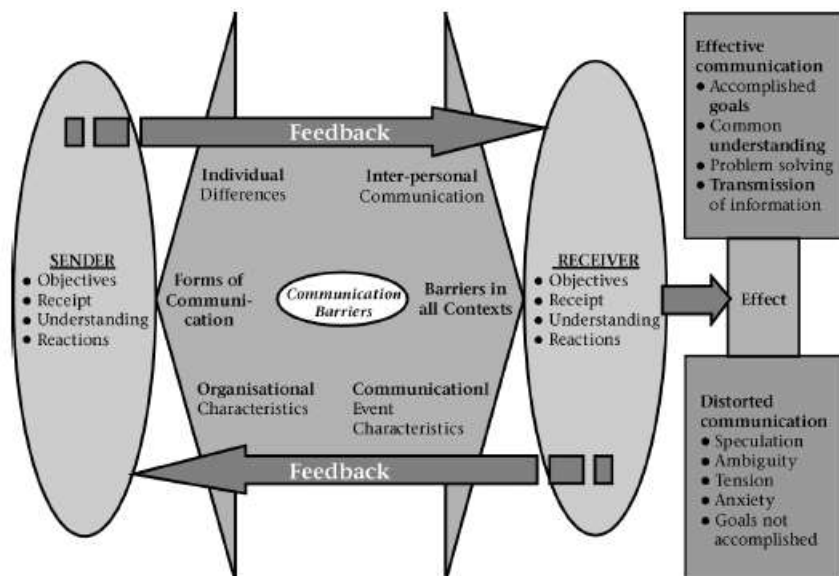 Feedback
Individual
Differences
Inter-personal
Communication
SENDER
● Objectives
● Receipt
● Understanding
● Reactions
Forms of
Communi-
cation
Communication
Barriers
Barriers in
all Contexts
Organisational
Characteristics
Communicationl
Event
Characteristics
Feedback
RECEIVER
● Objectives
● Receipt
● Understanding
● Reactions
Effective
communication
● Accomplished
goals
● Common
understanding
● Problem solving
● Transmission
of information
Effect
Distorted
communication
● Speculation
● Ambiguity
● Tension
● Anxiety
● Goals not
accomplished